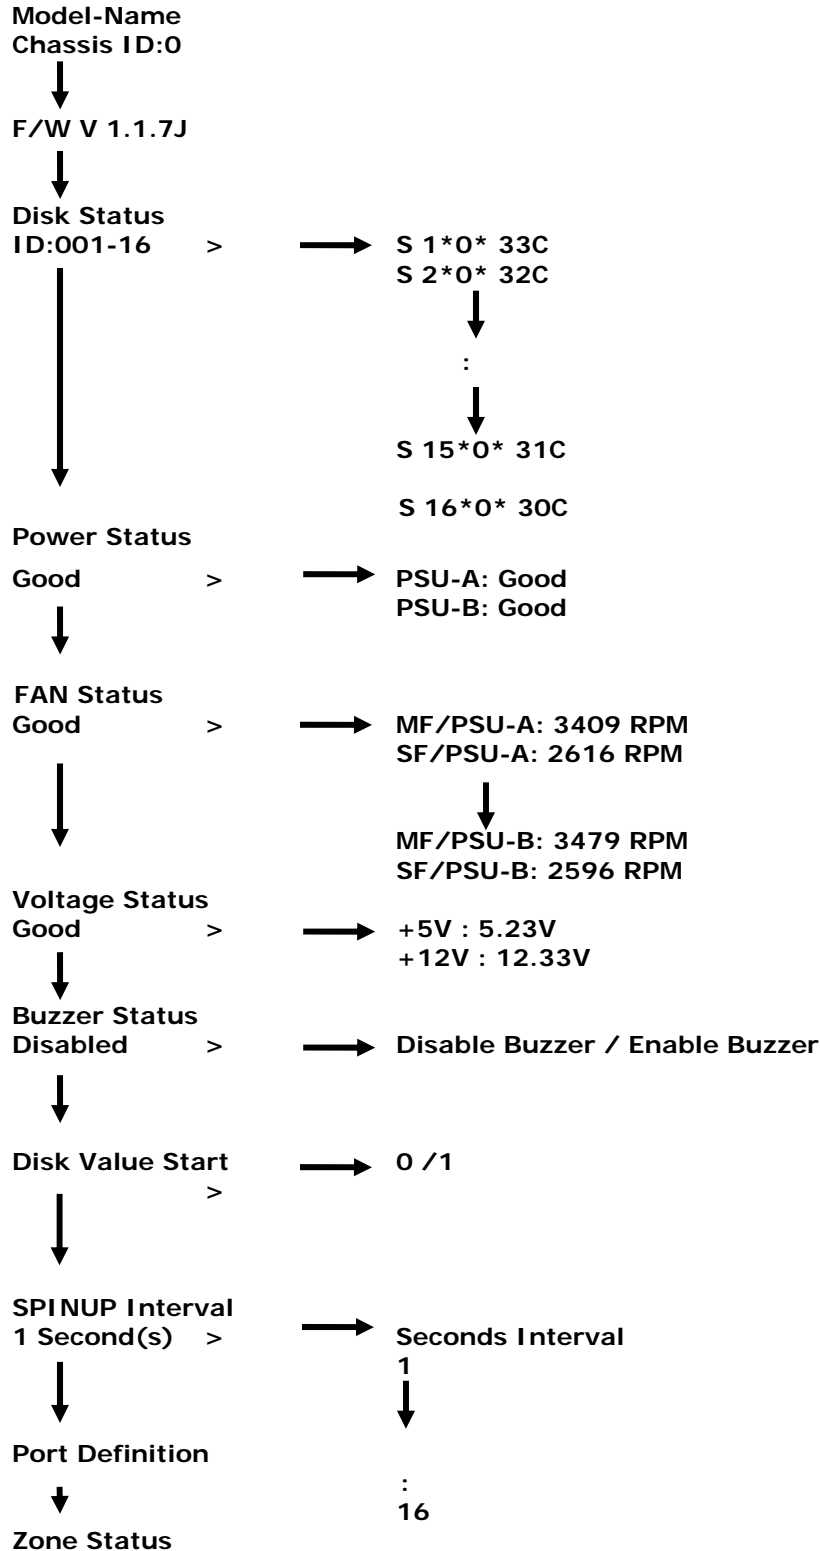 Model-Name
Chassis ID:0
F/W V 1.1.7J
Disk Status
ID:001-16 >
S 1*0* 33C
S 2*0* 32C
:
S 15*0* 31C
S 16*0* 30C
Power Status
Good >
PSU-A: Good
PSU-B: Good
FAN Status
Good >
MF/PSU-A: 3409 RPM
SF/PSU-A: 2616 RPM
MF/PSU-B: 3479 RPM
SF/PSU-B: 2596 RPM
Voltage Status
Good >
+5V : 5.23V
+12V : 12.33V
Buzzer Status
Disabled >
Disable Buzzer / Enable Buzzer
Disk Value Start
>
0 /1
SPINUP Interval
1 Second(s) >
Seconds Interval
1
:
16
Port Definition
Zone Status